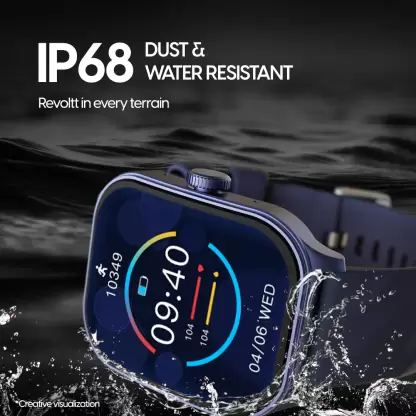 IP68 DUST &
WATER RESISTANT
Revoltt in every terrain
10349
09:40
104
104
04/06 WED
*Creative visualization